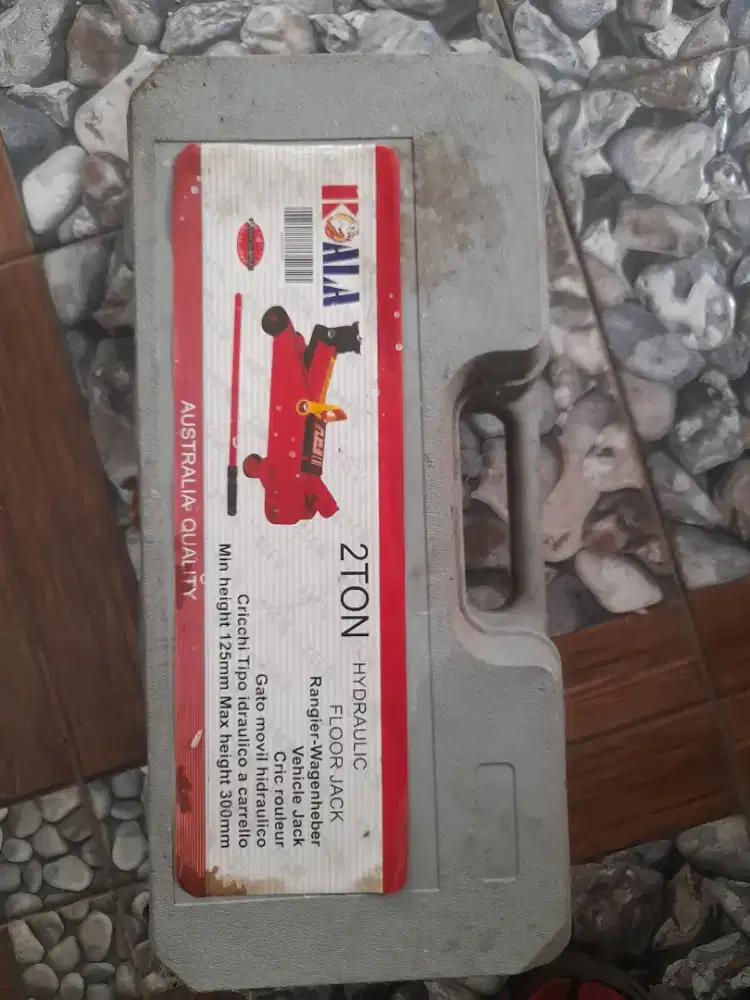 KOALA
2TON HYDRAULIC
FLOOR JACK
Rangier-Wagenheber
Vehicle Jack
Cric rouleur
Gato movil hidraulico
Cricchi Tipo idraulico a carrello
Min height 125mm Max height 300mm
AUSTRALIA QUALITY